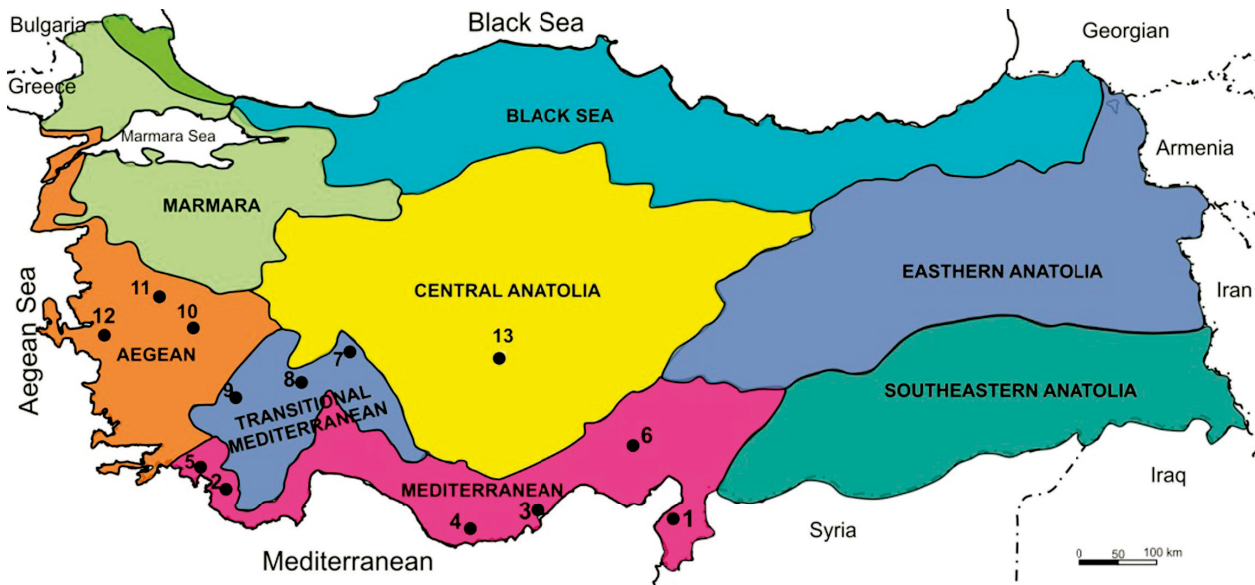 Bulgaria
Black Sea
Georgian
Greece
Marmara Sea
BLACK SEA
Armenia
MARMARA
Aegean Sea
EASTHERN ANATOLIA
Iran
CENTRAL ANATOLIA
11
10
12
13
AEGEAN
7
8
9
TRANSITIONAL
MEDITERRANEAN
SOUTHEASTERN ANATOLIA
6
5
2
MEDITERRANEAN
3
4
1
Iraq
Syria
Mediterranean
0 50 100 km